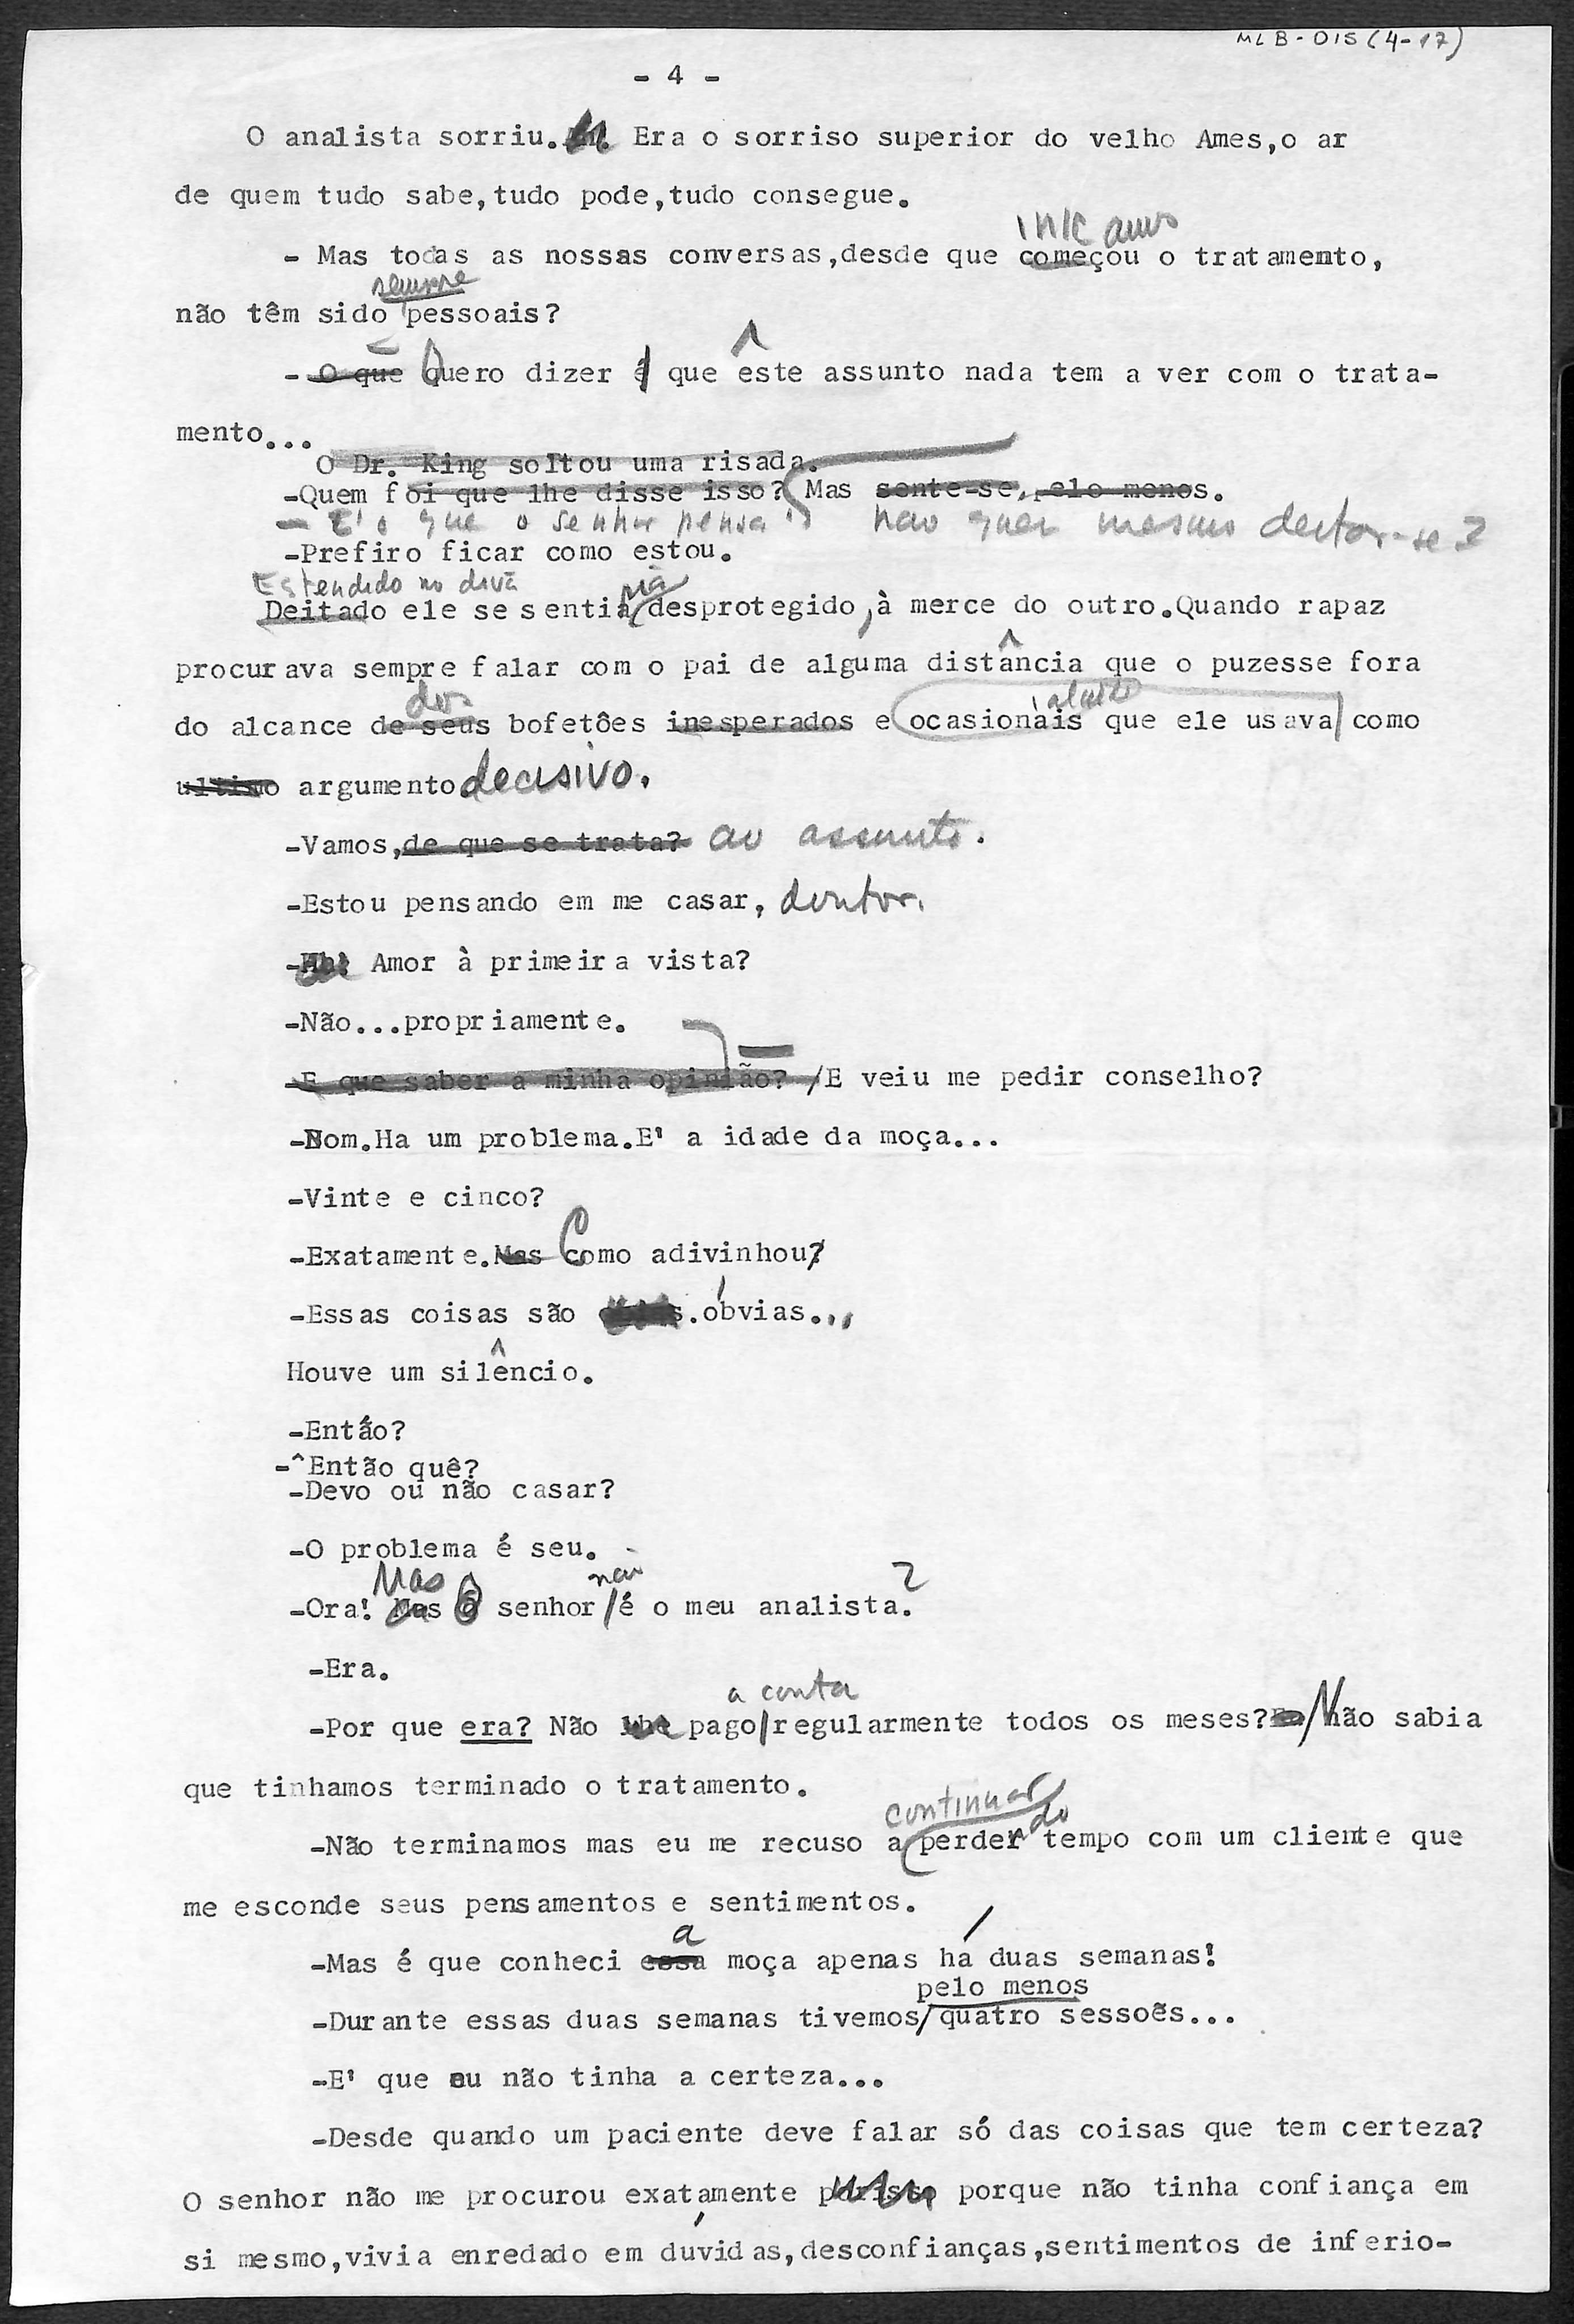 MLB-015(4-17)
- 4 -
O analista sorriu. Era o sorriso superior do velho Ames,o ar
de quem tudo sabe,tudo pode,tudo consegue.
iniciamos
- Mas todas as nossas conversas,desde que começou o tratamento,
sempre
não têm sido pessoais?
- O que Quero dizer é que êste assunto nada tem a ver com o trata-
mento...
O Dr. King soltou uma risada.
-Quem foi que lhe disse isso? Mas sente-se, pelo menos.
- E' o que o senhor pensa. Não quer mesmo deitar-se?
-Prefiro ficar como estou.
Estendido no divã
Deitado ele se sentia desprotegido, à merce do outro.Quando rapaz
procurava sempre falar com o pai de alguma distância que o puzesse fora
dos
do alcance de seus bofetões inesperados e ocasionais que ele usava como
ultimo argumento decisivo.
-Vamos,de que se trata? ao assunto.
-Estou pensando em me casar, doutor.
-Ah! Amor à primeira vista?
-Não...propriamente.
-E que saber a minha opinião? /E veiu me pedir conselho?
-Bom.Ha um problema.E' a idade da moça...
-Vinte e cinco?
-Exatamente.Mas Como adivinhou?
-Essas coisas são .óbvias...
Houve um silêncio.
-Então?
-^Então quê?
-Devo ou não casar?
-O problema é seu.
Mas O não ?
-Ora! Mas o senhor/é o meu analista.
-Era.
a conta
-Por que era? Não lhe pago/regularmente todos os meses? /Não sabia
que tinhamos terminado o tratamento.
continuar do
-Não terminamos mas eu me recuso a perder tempo com um cliente que
me esconde seus pensamentos e sentimentos.
a
-Mas é que conheci essa moça apenas há duas semanas!
pelo menos
-Durante essas duas semanas tivemos/quatro sessoẽs...
-E' que eu não tinha a certeza...
-Desde quando um paciente deve falar só das coisas que tem certeza?
O senhor não me procurou exatamente porisso porque não tinha confiança em
si mesmo,vivia enredado em dúvidas,desconfianças,sentimentos de inferio-